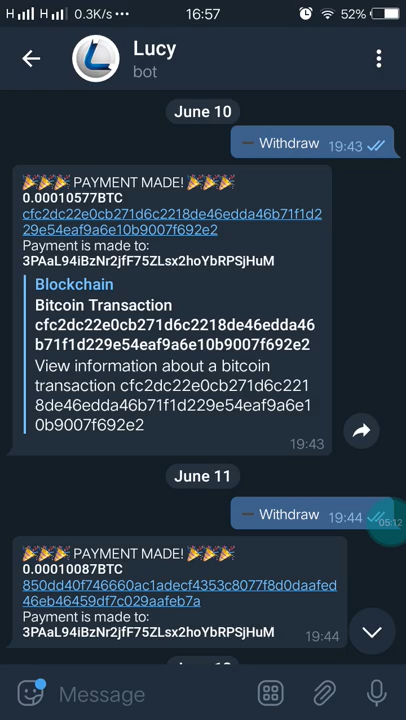 H H 0.3K/s ••• 16:57 52%
Lucy
bot
June 10
➖ Withdraw 19:43
🎉🎉🎉 PAYMENT MADE! 🎉🎉🎉
0.00010577BTC
cfc2dc22e0cb271d6c2218de46edda46b71f1d2
29e54eaf9a6e10b9007f692e2
Payment is made to:
3PAaL94iBzNr2jfF75ZLsx2hoYbRPSjHuM
Blockchain
Bitcoin Transaction
cfc2dc22e0cb271d6c2218de46edda46
b71f1d229e54eaf9a6e10b9007f692e2
View information about a bitcoin
transaction cfc2dc22e0cb271d6c221
8de46edda46b71f1d229e54eaf9a6e1
0b9007f692e2
19:43
June 11
➖ Withdraw 19:44
05:12
🎉🎉🎉 PAYMENT MADE! 🎉🎉🎉
0.00010087BTC
850dd40f746660ac1adecf4353c8077f8d0daafed
46eb46459df7c029aafeb7a
Payment is made to:
3PAaL94iBzNr2jfF75ZLsx2hoYbRPSjHuM 19:44
Message